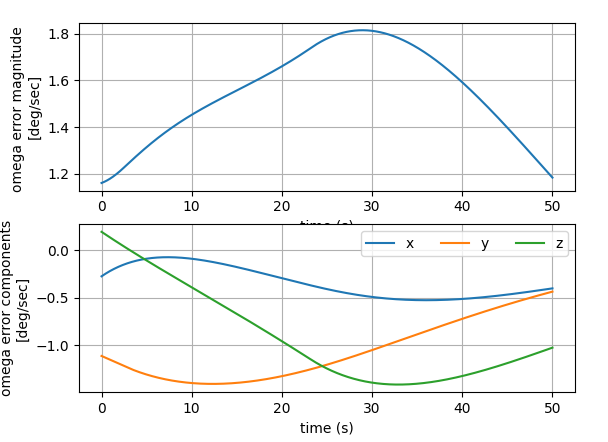 omega error magnitude
[deg/sec]
1.8
1.6
1.4
1.2
0 10 20 30 40 50
time (s)
omega error components
[deg/sec]
0.0
−0.5
−1.0
x y z
0 10 20 30 40 50
time (s)